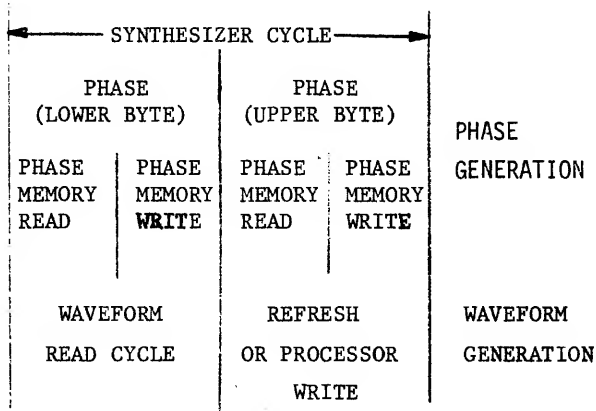 SYNTHESIZER CYCLE
PHASE PHASE
(LOWER BYTE) (UPPER BYTE)
PHASE
GENERATION
PHASE PHASE PHASE PHASE
MEMORY MEMORY MEMORY MEMORY
READ WRITE READ WRITE
WAVEFORM REFRESH WAVEFORM
READ CYCLE OR PROCESSOR GENERATION
WRITE